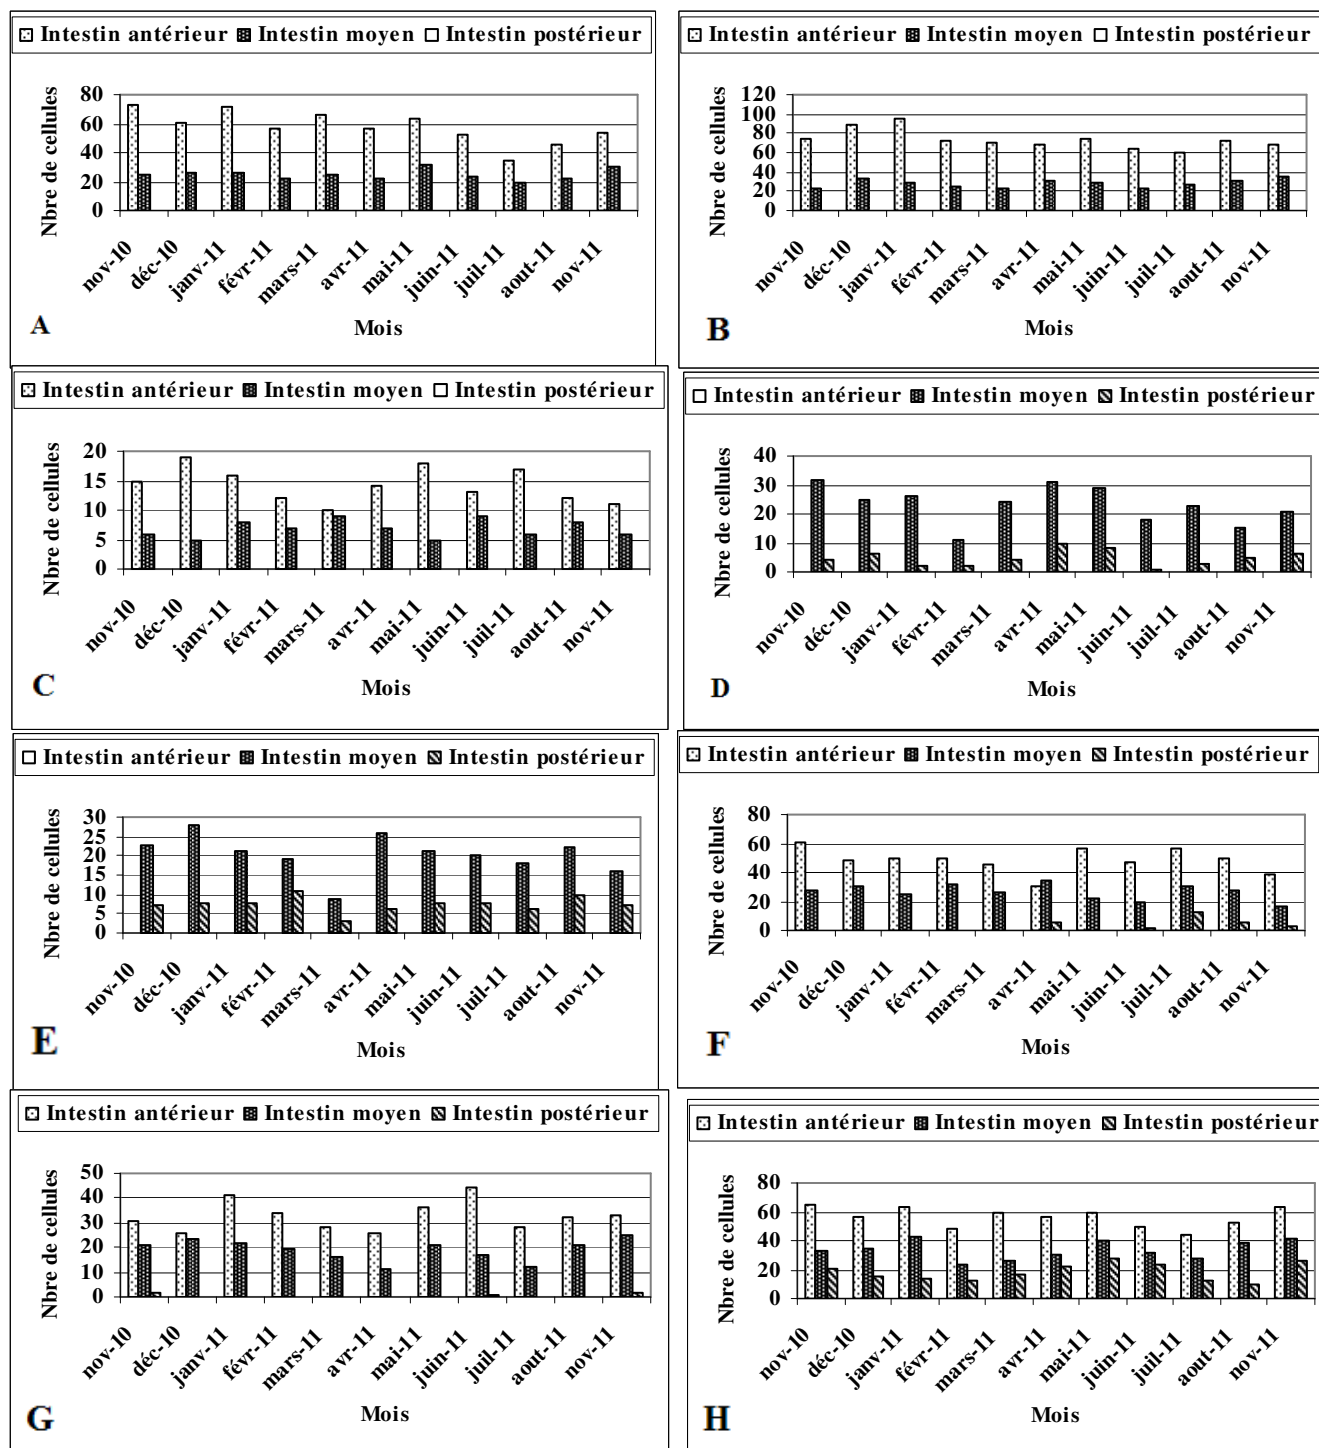 Intestin antérieur Intestin moyen Intestin postérieur
Nbre de cellules
80
60
40
20
0
nov-10 déc-10 janv-11 févr-11 mars-11 avr-11 mai-11 juin-11 juil-11 aout-11 nov-11
Mois
A
Intestin antérieur Intestin moyen Intestin postérieur
Nbre de cellules
120
100
80
60
40
20
0
nov-10 déc-10 janv-11 févr-11 mars-11 avr-11 mai-11 juin-11 juil-11 aout-11 nov-11
Mois
B
Intestin antérieur Intestin moyen Intestin postérieur
Nbre de cellules
20
15
10
5
0
nov-10 déc-10 janv-11 févr-11 mars-11 avr-11 mai-11 juin-11 juil-11 aout-11 nov-11
Mois
C
Intestin antérieur Intestin moyen Intestin postérieur
Nbre de cellules
40
30
20
10
0
nov-10 déc-10 janv-11 févr-11 mars-11 avr-11 mai-11 juin-11 juil-11 aout-11 nov-11
Mois
D
Intestin antérieur Intestin moyen Intestin postérieur
Nbre de cellules
30
25
20
15
10
5
0
nov-10 déc-10 janv-11 févr-11 mars-11 avr-11 mai-11 juin-11 juil-11 aout-11 nov-11
Mois
E
Intestin antérieur Intestin moyen Intestin postérieur
Nbre de cellules
80
60
40
20
0
nov-10 déc-10 janv-11 févr-11 mars-11 avr-11 mai-11 juin-11 juil-11 aout-11 nov-11
Mois
F
Intestin antérieur Intestin moyen Intestin postérieur
Nbre de cellules
50
40
30
20
10
0
nov-10 déc-10 janv-11 févr-11 mars-11 avr-11 mai-11 juin-11 juil-11 aout-11 nov-11
Mois
G
Intestin antérieur Intestin moyen Intestin postérieur
Nbre de cellules
80
60
40
20
0
nov-10 déc-10 janv-11 févr-11 mars-11 avr-11 mai-11 juin-11 juil-11 aout-11 nov-11
Mois
H